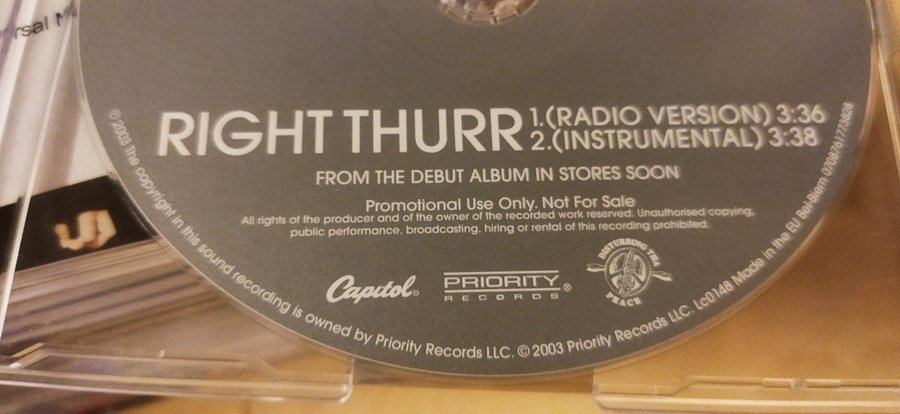 RIGHT THURR
1.(RADIO VERSION) 3:36
2.(INSTRUMENTAL) 3:38
FROM THE DEBUT ALBUM IN STORES SOON
Promotional Use Only. Not For Sale
All rights of the producer and of the owner of the recorded work reserved. Unauthorised copying,
public performance, broadcasting, hiring or rental of this recording prohibited.
Capitol®
PRIORITY
RECORDS®
DISTURBING THA
PEACE
℗2003 The copyright in this sound recording is owned by Priority Records LLC. © 2003 Priority Records LLC. Lc0148 Made in the EU Bel-Biem